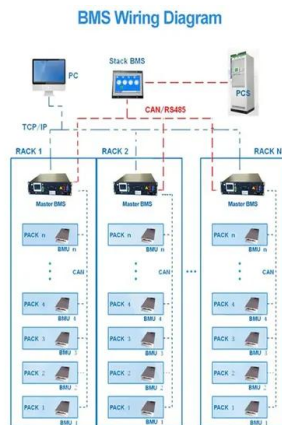 BMS Wiring Diagram
PC
Stack BMS
PCS
CAN/RS485
TCP/IP
RACK 1
RACK 2
RACK N
Master BMS
Master BMS
Master BMS
PACK n
PACK n
PACK n
BMU n
BMU n
BMU n
CAN
CAN
CAN
PACK 4
PACK 4
PACK 4
BMU 4
BMU 4
BMU 4
PACK 3
PACK 3
PACK 3
BMU 3
BMU 3
BMU 3
PACK 2
PACK 2
PACK 2
BMU 2
BMU 2
BMU 2
PACK 1
PACK 1
PACK 1
BMU 1
BMU 1
BMU 1